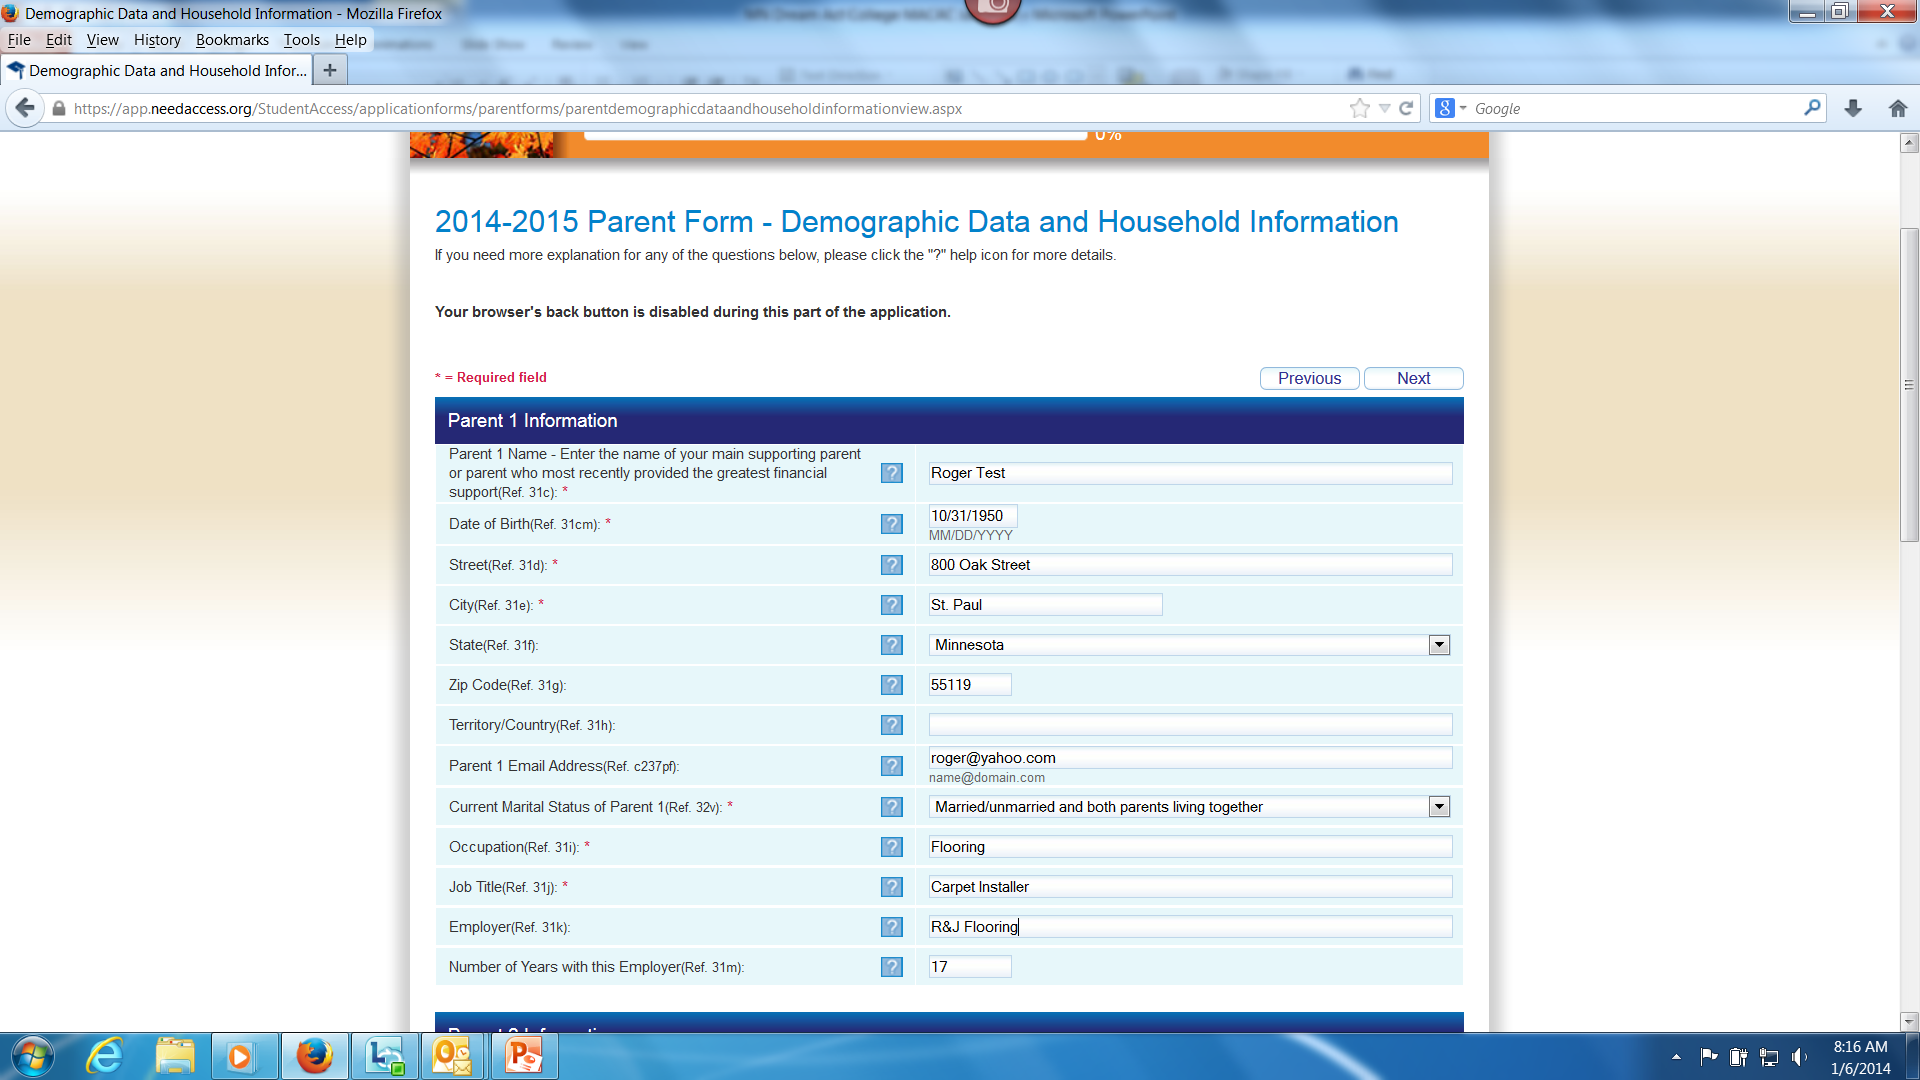 Demographic Data and Household Information - Mozilla Firefox
File Edit View History Bookmarks Tools Help
Demographic Data and Household Infor...
https://app.needaccess.org/StudentAccess/applicationforms/parentforms/parentdemographicdataandhouseholdinformationview.aspx
Google
0%
2014-2015 Parent Form - Demographic Data and Household Information
If you need more explanation for any of the questions below, please click the "?" help icon for more details.
Your browser's back button is disabled during this part of the application.
* = Required field
Previous Next
Parent 1 Information
Parent 1 Name - Enter the name of your main supporting parent
or parent who most recently provided the greatest financial
support(Ref. 31c): * ? Roger Test
Date of Birth(Ref. 31cm): * ? 10/31/1950
MM/DD/YYYY
Street(Ref. 31d): * ? 800 Oak Street
City(Ref. 31e): * ? St. Paul
State(Ref. 31f): ? Minnesota
Zip Code(Ref. 31g): ? 55119
Territory/Country(Ref. 31h): ?
Parent 1 Email Address(Ref. c237pf): ? roger@yahoo.com
name@domain.com
Current Marital Status of Parent 1(Ref. 32v): * ? Married/unmarried and both parents living together
Occupation(Ref. 31i): * ? Flooring
Job Title(Ref. 31j): * ? Carpet Installer
Employer(Ref. 31k): ? R&J Flooring
Number of Years with this Employer(Ref. 31m): ? 17
8:16 AM
1/6/2014